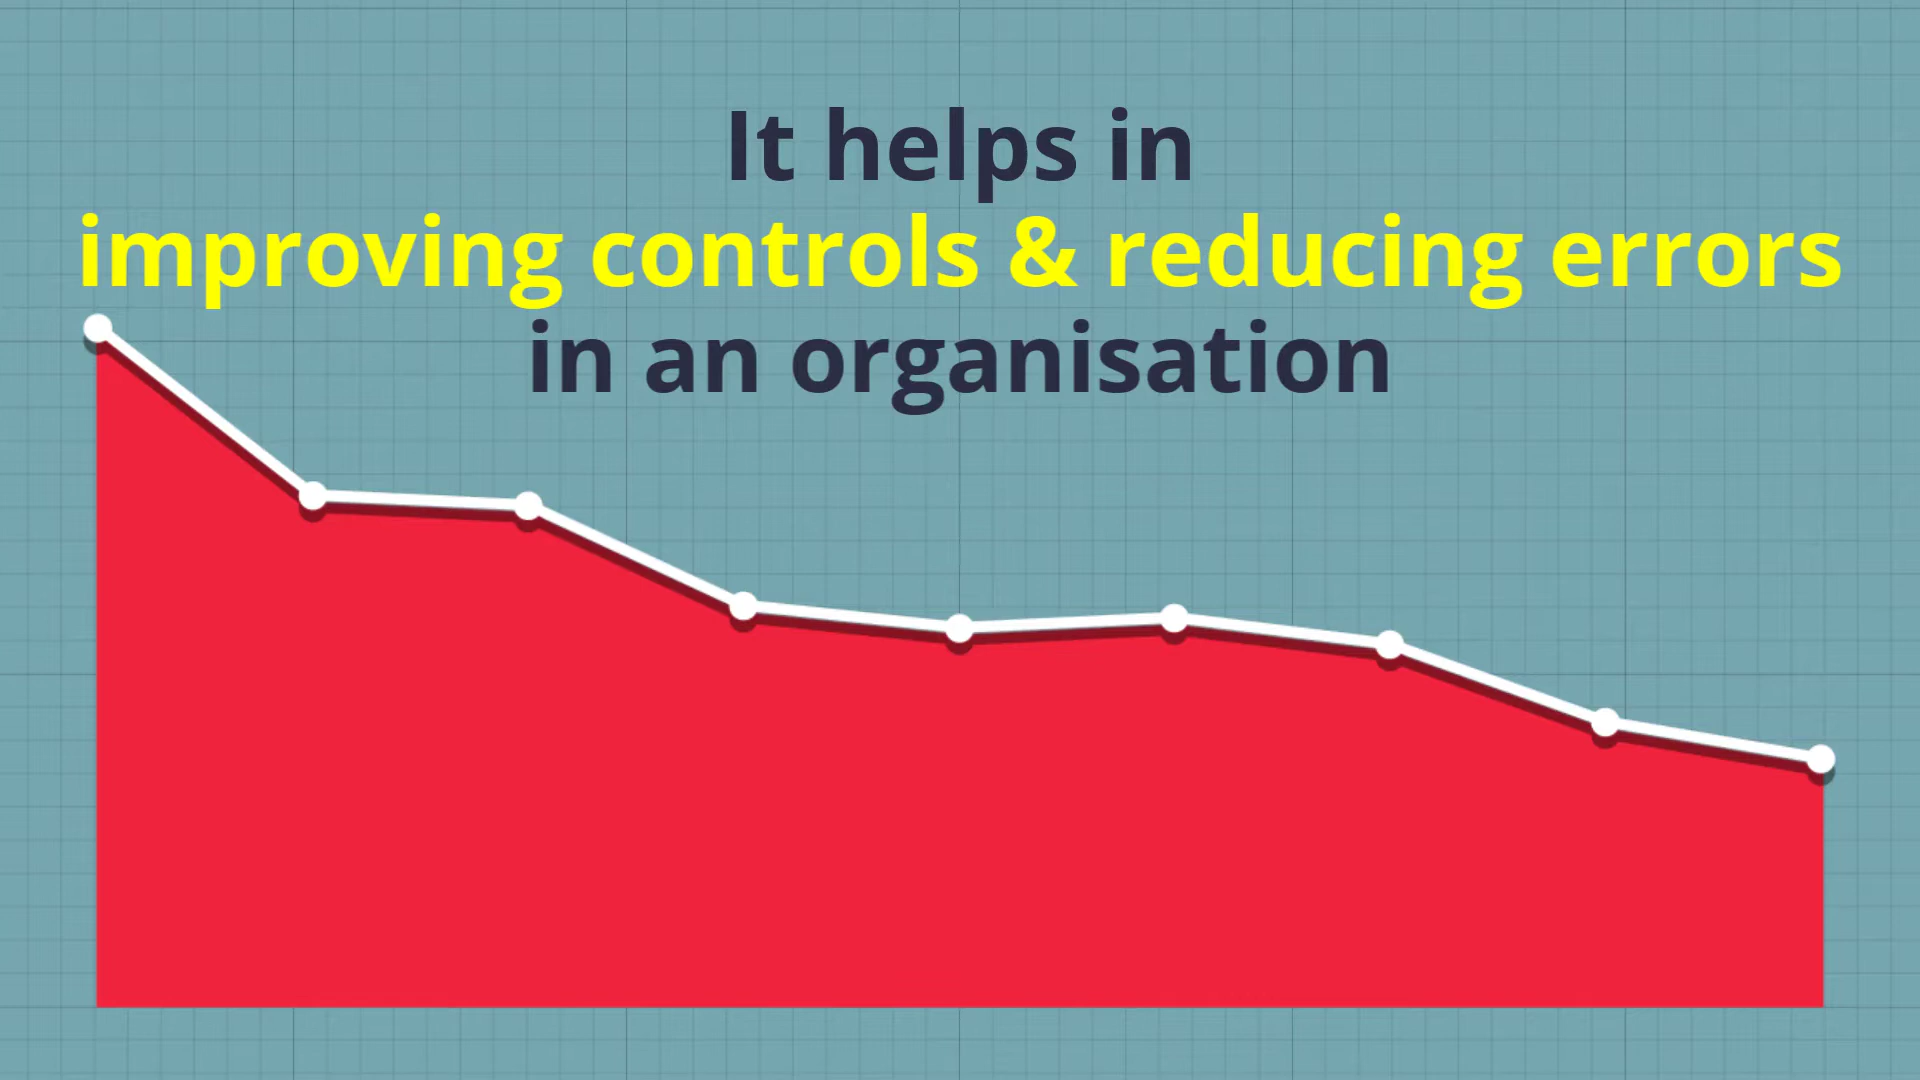 It helps in
improving controls & reducing errors
in an organisation